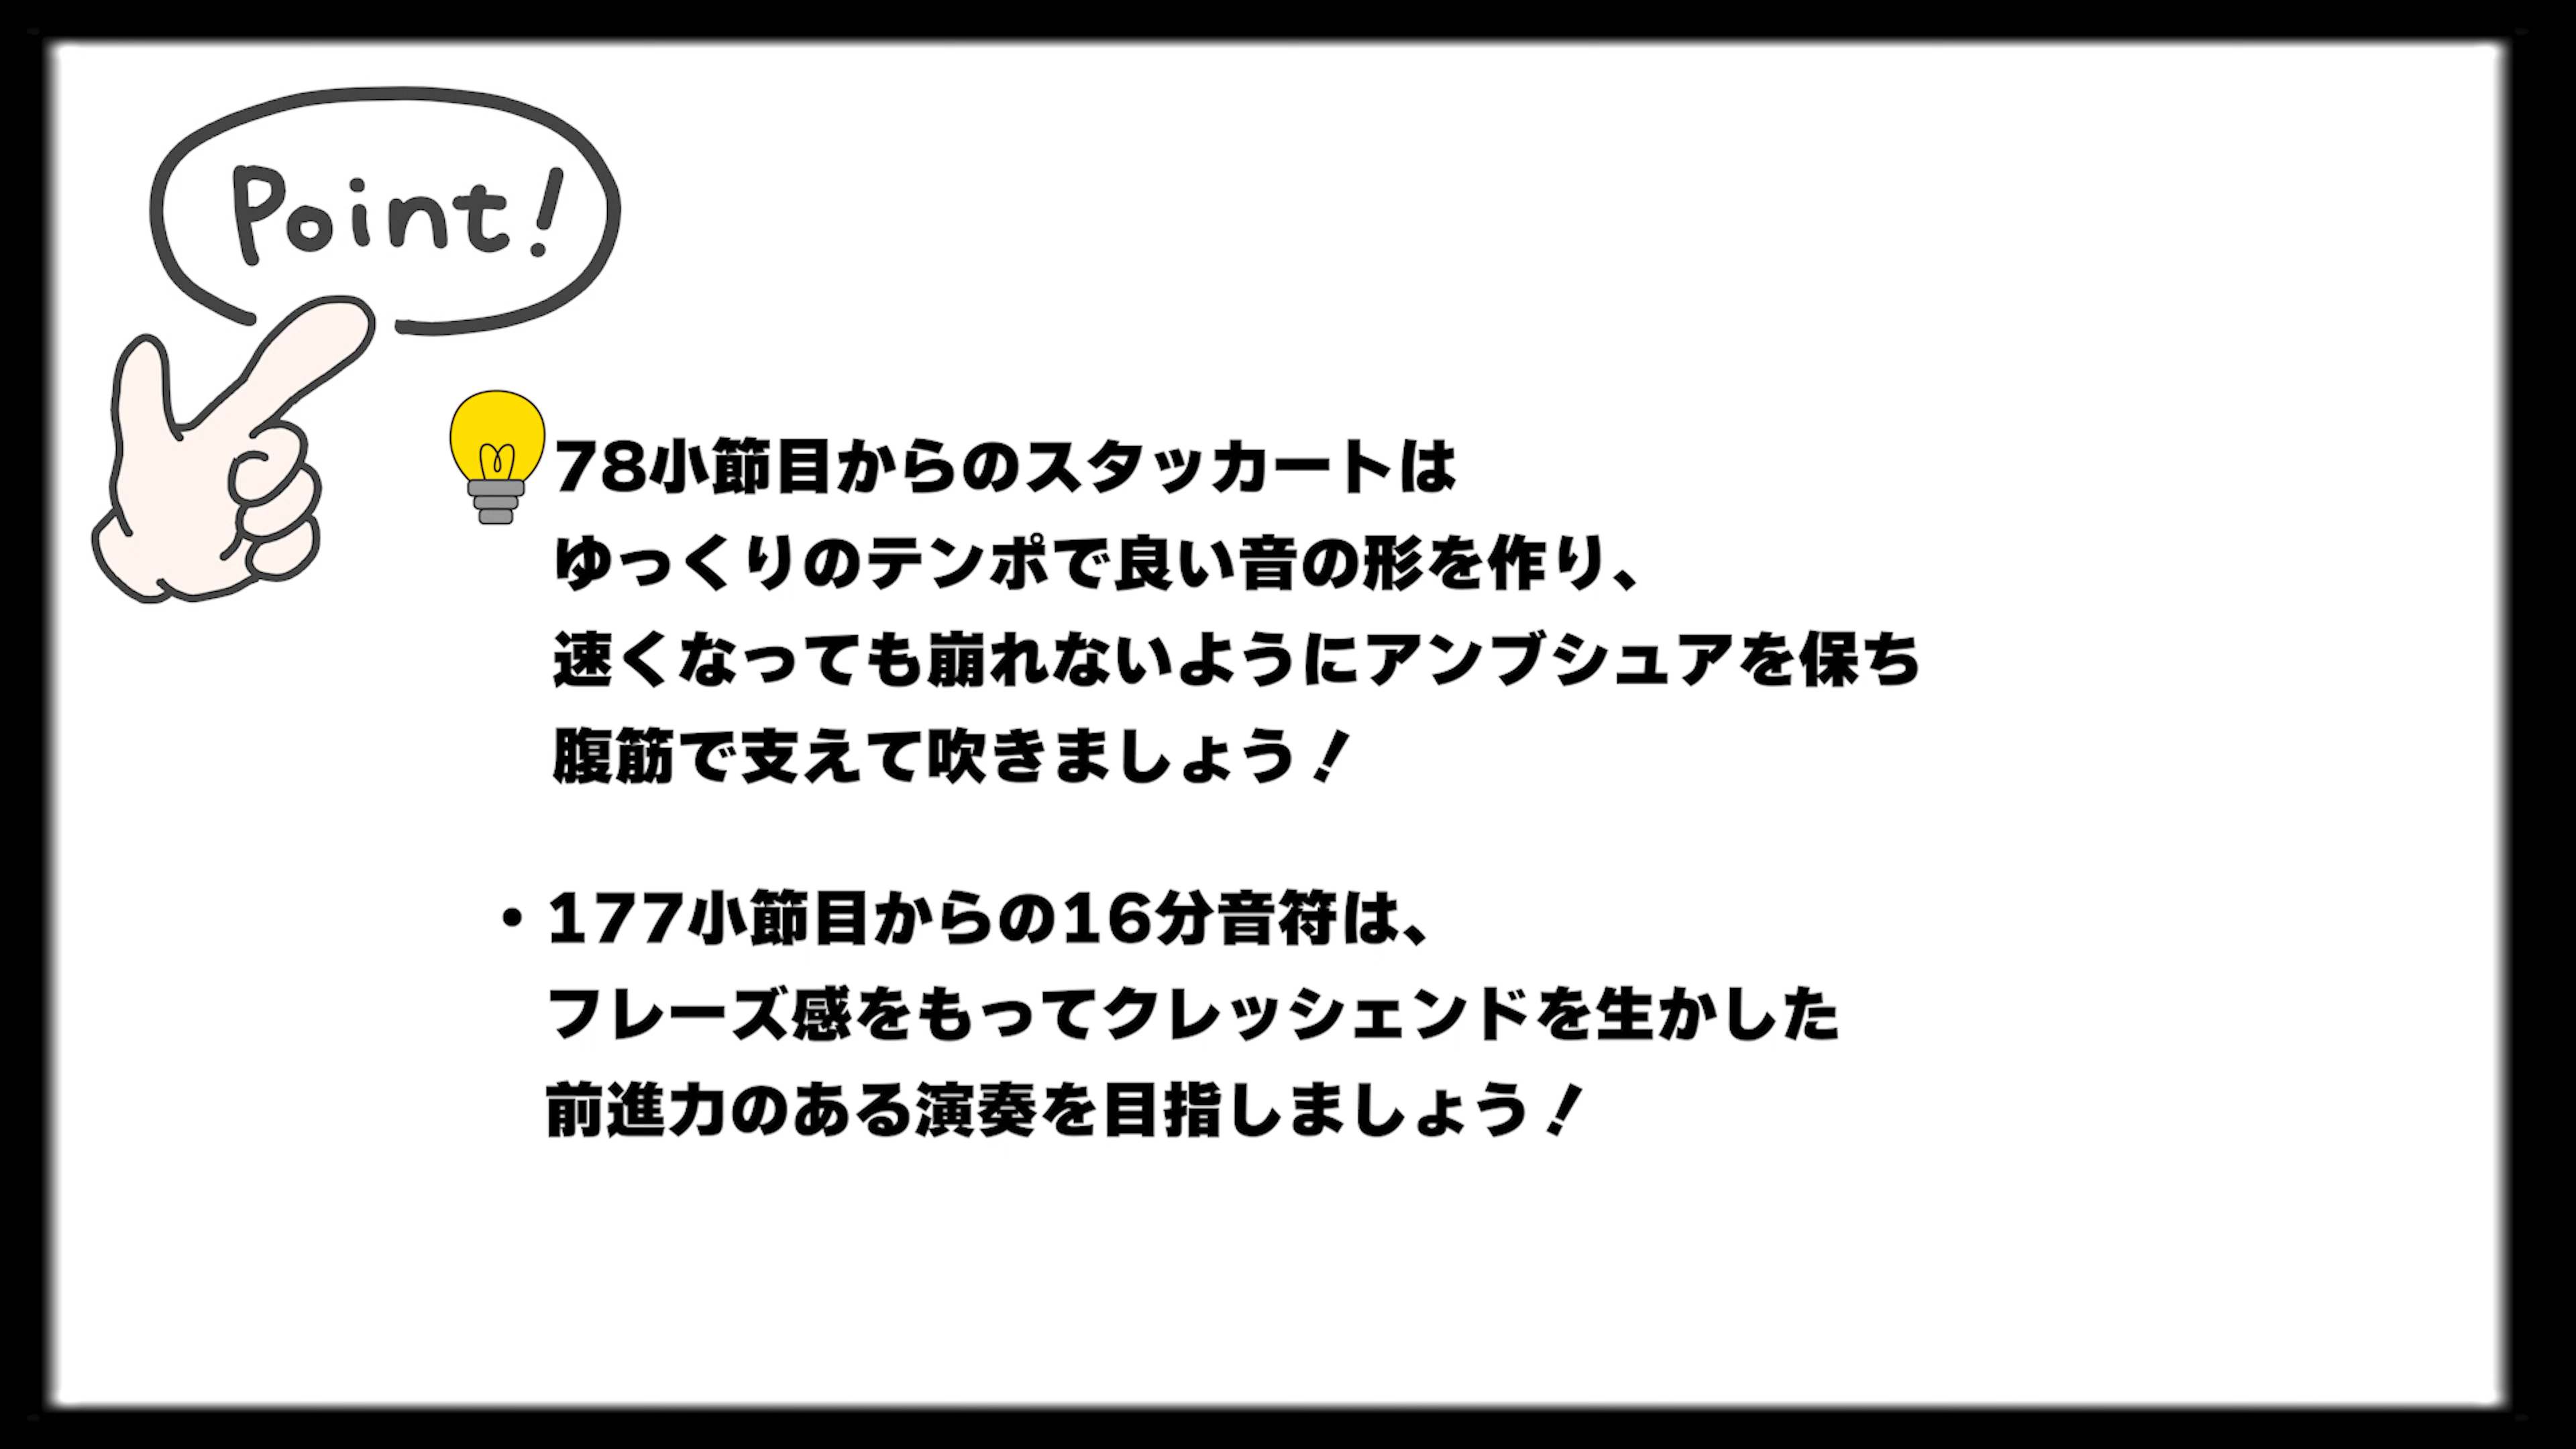 Point!
78小節目からのスタッカートは
ゆっくりのテンポで良い音の形を作り、
速くなっても崩れないようにアンブシュアを保ち
腹筋で支えて吹きましょう！
・177小節目からの16分音符は、
フレーズ感をもってクレッシェンドを生かした
前進力のある演奏を目指しましょう！